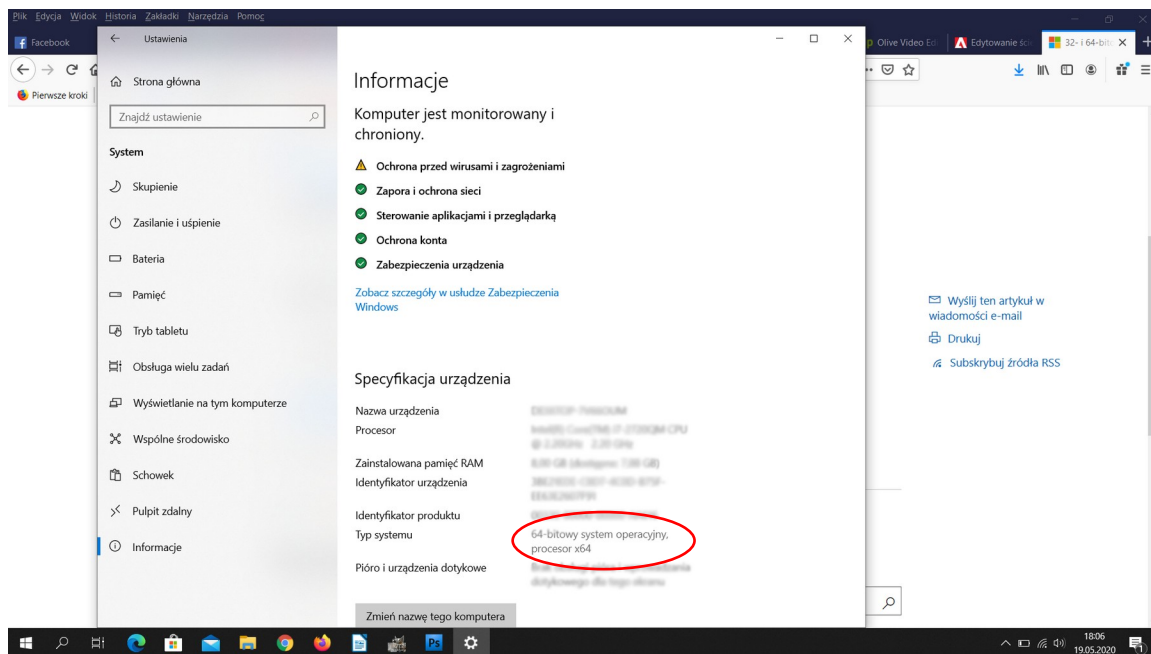 Plik Edycja Widok Historia Zakładki Narzędzia Pomoc
Facebook
Ustawienia
Olive Video Ed
Edytowanie ście
32- i 64-bito
Pierwsze kroki
Strona główna
Znajdź ustawienie
System
Skupienie
Zasilanie i uśpienie
Bateria
Pamięć
Tryb tabletu
Obsługa wielu zadań
Wyświetlanie na tym komputerze
Wspólne środowisko
Schowek
Pulpit zdalny
Informacje
Informacje
Komputer jest monitorowany i
chroniony.
Ochrona przed wirusami i zagrożeniami
Zapora i ochrona sieci
Sterowanie aplikacjami i przeglądarką
Ochrona konta
Zabezpieczenia urządzenia
Zobacz szczegóły w usłudze Zabezpieczenia
Windows
Specyfikacja urządzenia
Nazwa urządzenia
Procesor
Zainstalowana pamięć RAM
Identyfikator urządzenia
Identyfikator produktu
Typ systemu 64-bitowy system operacyjny,
procesor x64
Pióro i urządzenia dotykowe
Zmień nazwę tego komputera
Wyślij ten artykuł w
wiadomości e-mail
Drukuj
Subskrybuj źródła RSS
Ps
18:06
19.05.2020